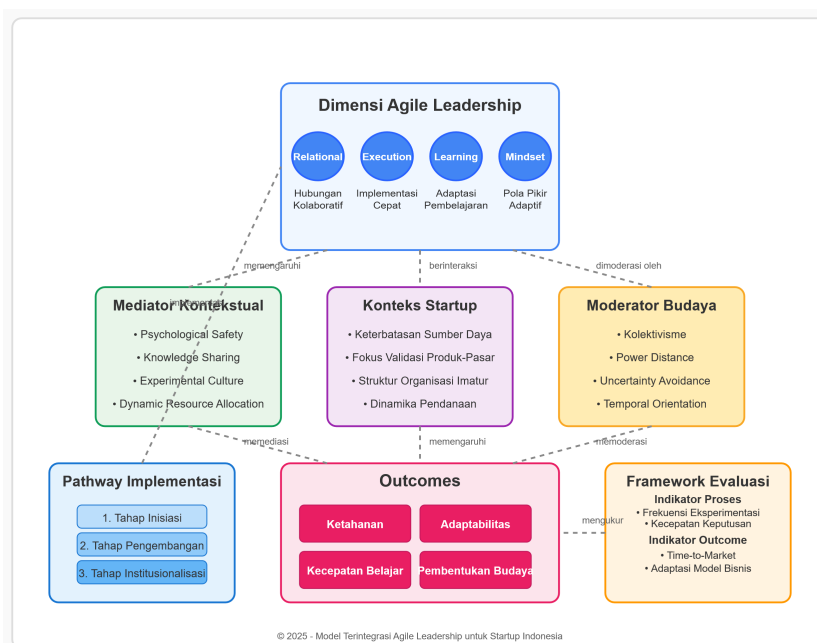 Dimensi Agile Leadership
Relational
Execution
Learning
Mindset
Hubungan
Kolaboratif
Implementasi
Cepat
Adaptasi
Pembelajaran
Pola Pikir
Adaptif
memengaruhi
berinteraksi
dimoderasi oleh
Mediator Kontekstual
• Psychological Safety
• Knowledge Sharing
• Experimental Culture
• Dynamic Resource Allocation
Konteks Startup
• Keterbatasan Sumber Daya
• Fokus Validasi Produk-Pasar
• Struktur Organisasi Imatur
• Dinamika Pendanaan
Moderator Budaya
• Kolektivisme
• Power Distance
• Uncertainty Avoidance
• Temporal Orientation
memediasi
memengaruhi
memoderasi
Pathway Implementasi
1. Tahap Inisiasi
2. Tahap Pengembangan
3. Tahap Institusionalisasi
Outcomes
Ketahanan
Adaptabilitas
Kecepatan Belajar
Pembentukan Budaya
mengukur
Framework Evaluasi
Indikator Proses
• Frekuensi Eksperimentasi
• Kecepatan Keputusan
Indikator Outcome
• Time-to-Market
• Adaptasi Model Bisnis
© 2025 - Model Terintegrasi Agile Leadership untuk Startup Indonesia